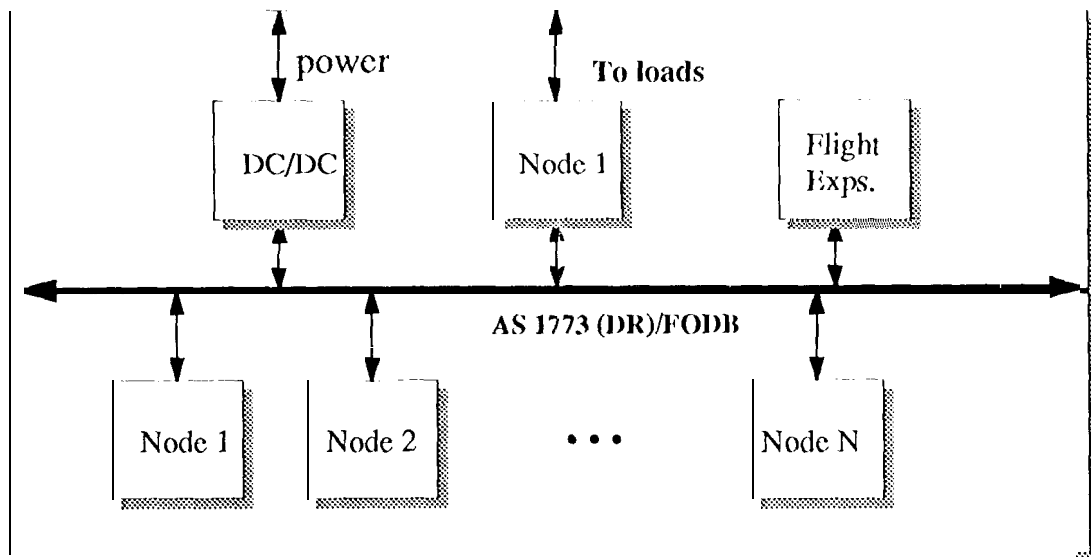 power
To loads
DC/DC
Node 1
Flight
Exps.
AS 1773 (DR)/FODB
Node 1
Node 2
• • •
Node N